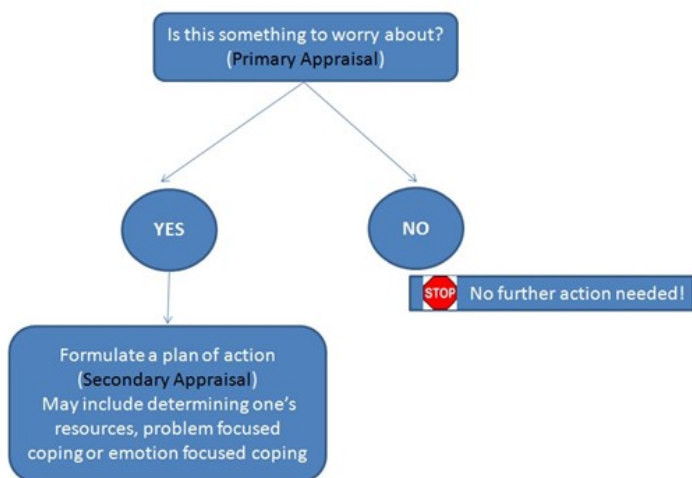 Is this something to worry about?
(Primary Appraisal)
YES
NO
STOP No further action needed!
Formulate a plan of action
(Secondary Appraisal)
May include determining one's
resources, problem focused
coping or emotion focused coping